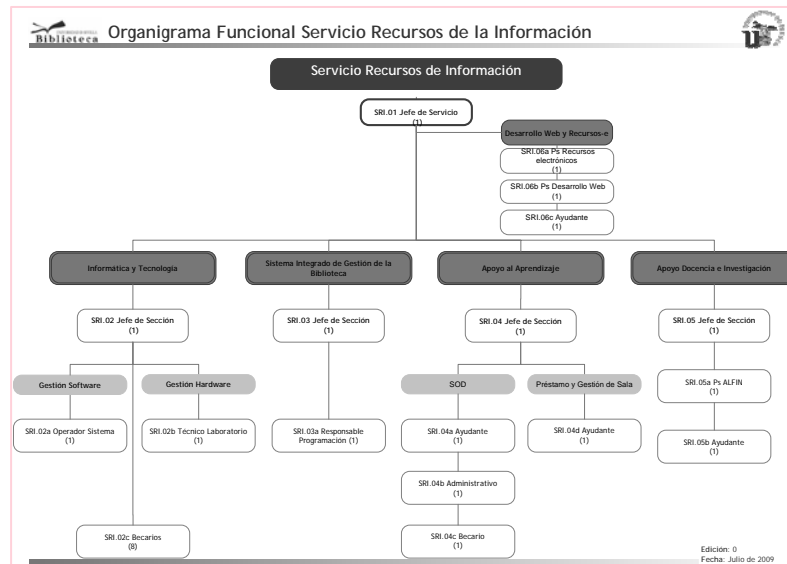 Biblioteca
Organigrama Funcional Servicio Recursos de la Información
Servicio Recursos de Información
SRI.01 Jefe de Servicio
(1)
Desarrollo Web y Recursos-e
SRI.06a Ps Recursos
electrónicos
(1)
SRI.06b Ps Desarrollo Web
(1)
SRI.06c Ayudante
(1)
Informática y Tecnología
Sistema Integrado de Gestión de la
Biblioteca
Apoyo al Aprendizaje
Apoyo Docencia e Investigación
SRI.02 Jefe de Sección
(1)
SRI.03 Jefe de Sección
(1)
SRI.04 Jefe de Sección
(1)
SRI.05 Jefe de Sección
(1)
Gestión Software
Gestión Hardware
SOD
Préstamo y Gestión de Sala
SRI.05a Ps ALFIN
(1)
SRI.02a Operador Sistema
(1)
SRI.02b Técnico Laboratorio
(1)
SRI.03a Responsable
Programación (1)
SRI.04a Ayudante
(1)
SRI.04d Ayudante
(1)
SRI.05b Ayudante
(1)
SRI.04b Administrativo
(1)
SRI.02c Becarios
(8)
SRI.04c Becario
(1)
Edición: 0
Fecha: Julio de 2009